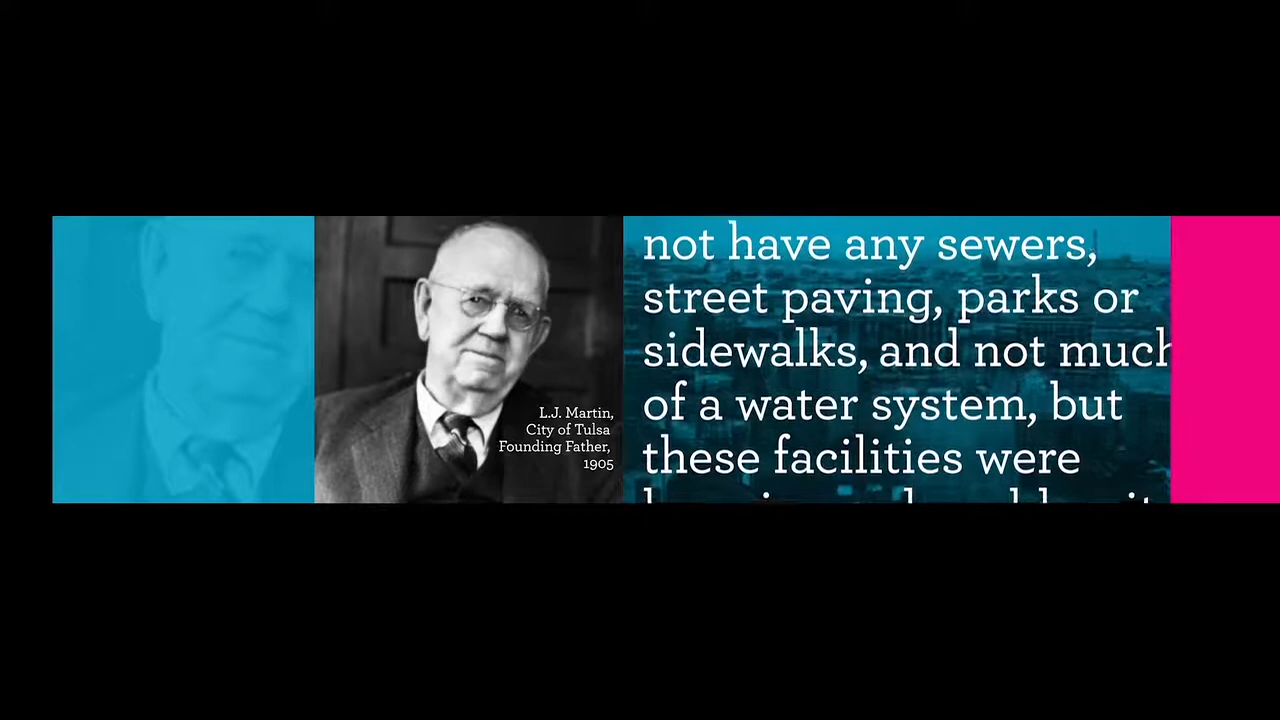 L.J. Martin,
City of Tulsa
Founding Father,
1905
not have any sewers,
street paving, parks or
sidewalks, and not much
of a water system, but
these facilities were